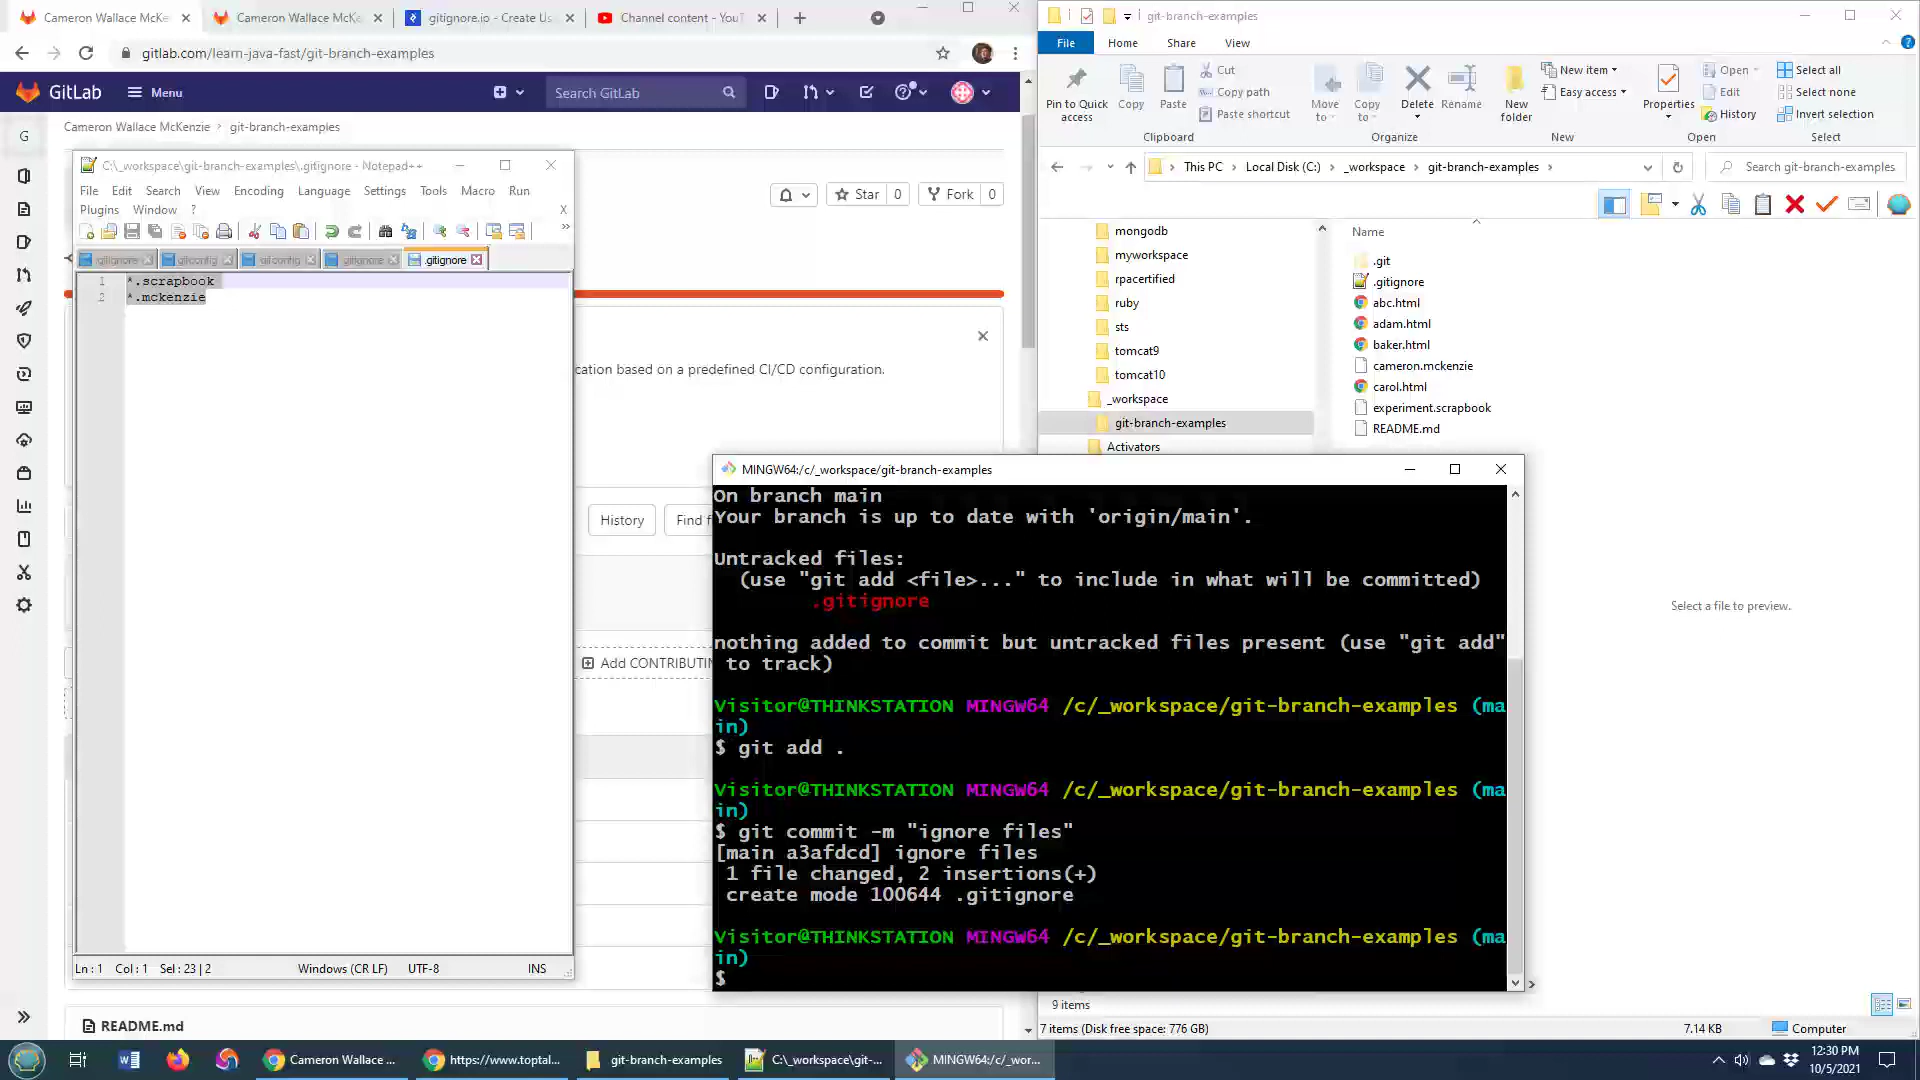 Cameron Wallace McKe
Cameron Wallace McKe
gitignore.io - Create Us
Channel content - YouT
gitlab.com/learn-java-fast/git-branch-examples
GitLab
Menu
Search GitLab
G
Cameron Wallace McKenzie > git-branch-examples
Star 0
Fork 0
C:\_workspace\git-branch-examples\.gitignore - Notepad++
File Edit Search View Encoding Language Settings Tools Macro Run
Plugins Window ? X
.gitignore
1 *.scrapbook
2 *.mckenzie
Ln : 1 Col : 1 Sel : 23 | 2 Windows (CR LF) UTF-8 INS
cation based on a predefined CI/CD configuration.
History
Find f
Add CONTRIBUTIN
README.md
git-branch-examples
File Home Share View
Pin to Quick access
Copy
Paste
Cut
Copy path
Paste shortcut
Clipboard
Move to
Copy to
Delete
Rename
Organize
New folder
New item
Easy access
New
Properties
Open
Edit
History
Open
Select all
Select none
Invert selection
Select
This PC > Local Disk (C:) > _workspace > git-branch-examples >
Search git-branch-examples
mongodb
myworkspace
rpacertified
ruby
sts
tomcat9
tomcat10
_workspace
git-branch-examples
Activators
Name
.git
.gitignore
abc.html
adam.html
baker.html
cameron.mckenzie
carol.html
experiment.scrapbook
README.md
Select a file to preview.
9 items
7 items (Disk free space: 776 GB)
7.14 KB
Computer
MINGW64:/c/_workspace/git-branch-examples
On branch main
Your branch is up to date with 'origin/main'.
Untracked files:
(use "git add <file>..." to include in what will be committed)
.gitignore
nothing added to commit but untracked files present (use "git add"
to track)
Visitor@THINKSTATION MINGW64 /c/_workspace/git-branch-examples (ma
in)
$ git add .
Visitor@THINKSTATION MINGW64 /c/_workspace/git-branch-examples (ma
in)
$ git commit -m "ignore files"
[main a3afdcd] ignore files
1 file changed, 2 insertions(+)
create mode 100644 .gitignore
Visitor@THINKSTATION MINGW64 /c/_workspace/git-branch-examples (ma
in)
$
Cameron Wallace ...
https://www.toptal...
git-branch-examples
C:\_workspace\git-...
MINGW64:/c/_wor...
12:30 PM
10/5/2021